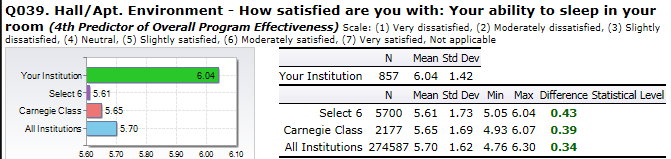 Q039. Hall/Apt. Environment - How satisfied are you with: Your ability to sleep in your
room (4th Predictor of Overall Program Effectiveness) Scale: (1) Very dissatisfied, (2) Moderately dissatisfied, (3) Slightly
dissatisfied, (4) Neutral, (5) Slightly satisfied, (6) Moderately satisfied, (7) Very satisfied, Not applicable
Your Institution 6.04
Select 6 5.61
Carnegie Class 5.65
All Institutions 5.70
5.60 5.70 5.80 5.90 6.00 6.10
N Mean Std Dev
Your Institution 857 6.04 1.42
N Mean Std Dev Min Max Difference Statistical Level
Select 6 5700 5.61 1.73 5.05 6.04 0.43
Carnegie Class 2177 5.65 1.69 4.93 6.07 0.39
All Institutions 274587 5.70 1.62 4.76 6.30 0.34